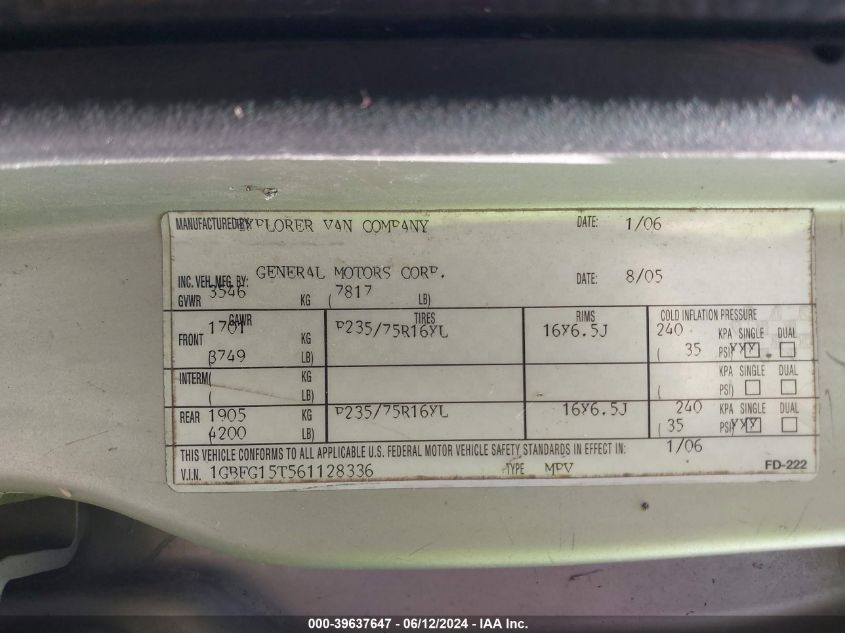 MANUFACTURED BY EXPLORER VAN COMPANY DATE: 1/06
INC. VEH. MFG. BY: GENERAL MOTORS CORP. DATE: 8/05
GVWR 3546 KG ( 7817 LB)
GAWR TIRES RIMS COLD INFLATION PRESSURE
FRONT 1701 KG P235/75R16XL 16X6.5J 240 KPA SINGLE DUAL
( 3749 LB) ( 35 PSI) XXX
INTERM( KG KPA SINGLE DUAL
( LB) ( PSI)
REAR 1905 KG P235/75R16XL 16X6.5J 240 KPA SINGLE DUAL
( 4200 LB) ( 35 PSI) XXX
THIS VEHICLE CONFORMS TO ALL APPLICABLE U.S. FEDERAL MOTOR VEHICLE SAFETY STANDARDS IN EFFECT IN: 1/06
V.I.N. 1GBFG15T561128336 TYPE MPV FD-222
000-39637647 - 06/12/2024 - IAA Inc.